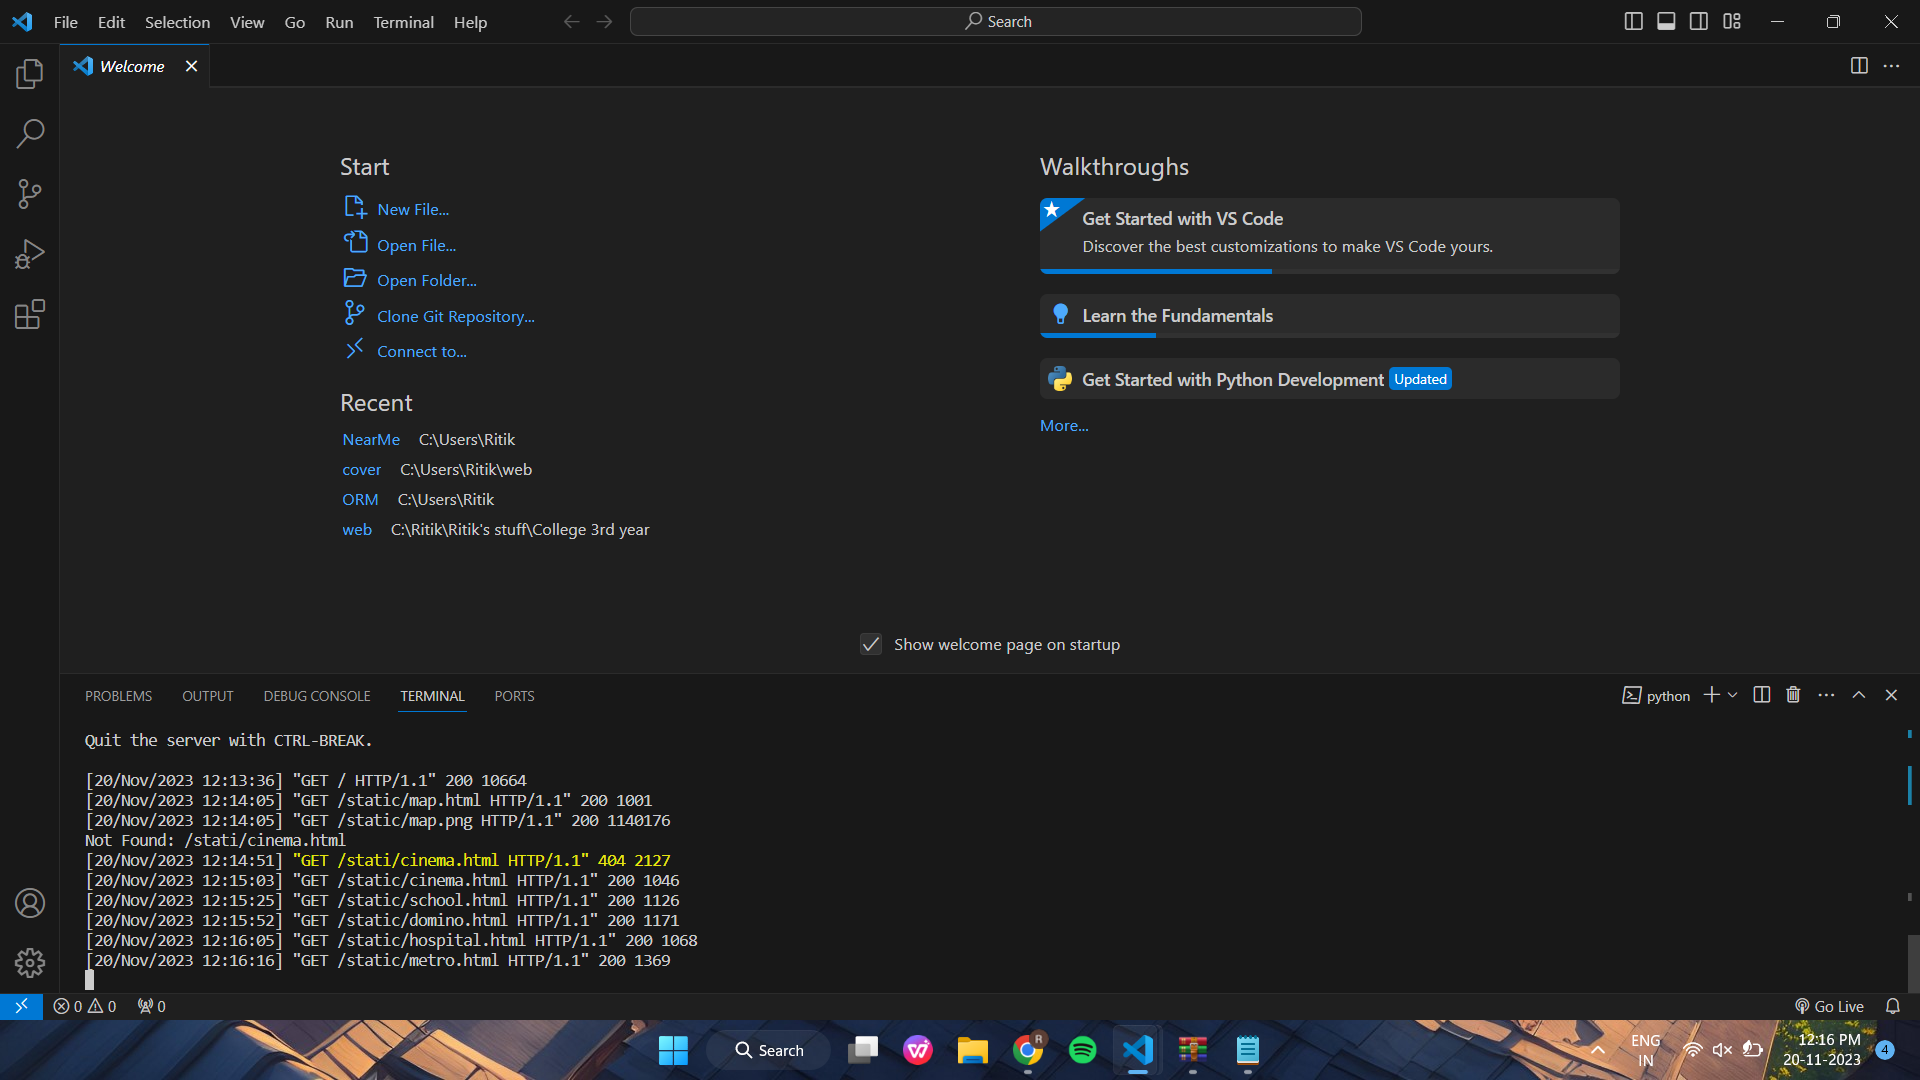 File Edit Selection View Go Run Terminal Help Search
Welcome
Start
New File...
Open File...
Open Folder...
Clone Git Repository...
Connect to...
Recent
NearMe C:\Users\Ritik
cover C:\Users\Ritik\web
ORM C:\Users\Ritik
web C:\Ritik\Ritik's stuff\College 3rd year
Walkthroughs
Get Started with VS Code
Discover the best customizations to make VS Code yours.
Learn the Fundamentals
Get Started with Python Development Updated
More...
Show welcome page on startup
PROBLEMS OUTPUT DEBUG CONSOLE TERMINAL PORTS python
Quit the server with CTRL-BREAK.
[20/Nov/2023 12:13:36] "GET / HTTP/1.1" 200 10664
[20/Nov/2023 12:14:05] "GET /static/map.html HTTP/1.1" 200 1001
[20/Nov/2023 12:14:05] "GET /static/map.png HTTP/1.1" 200 1140176
Not Found: /stati/cinema.html
[20/Nov/2023 12:14:51] "GET /stati/cinema.html HTTP/1.1" 404 2127
[20/Nov/2023 12:15:03] "GET /static/cinema.html HTTP/1.1" 200 1046
[20/Nov/2023 12:15:25] "GET /static/school.html HTTP/1.1" 200 1126
[20/Nov/2023 12:15:52] "GET /static/domino.html HTTP/1.1" 200 1171
[20/Nov/2023 12:16:05] "GET /static/hospital.html HTTP/1.1" 200 1068
[20/Nov/2023 12:16:16] "GET /static/metro.html HTTP/1.1" 200 1369
0 0 0 Go Live
Search R ENG 12:16 PM
IN 20-11-2023 4